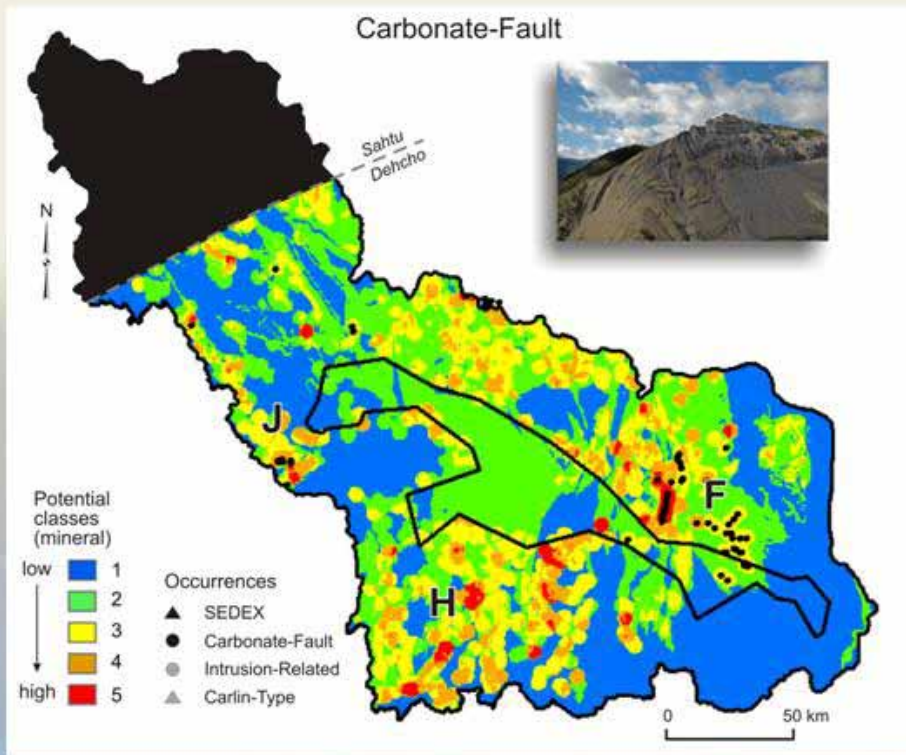 Carbonate-Fault
Sahtu
Dehcho
N
J
F
H
Potential
classes
(mineral)
low 1
2
3
4
high 5
Occurrences
SEDEX
Carbonate-Fault
Intrusion-Related
Carlin-Type
0 50 km